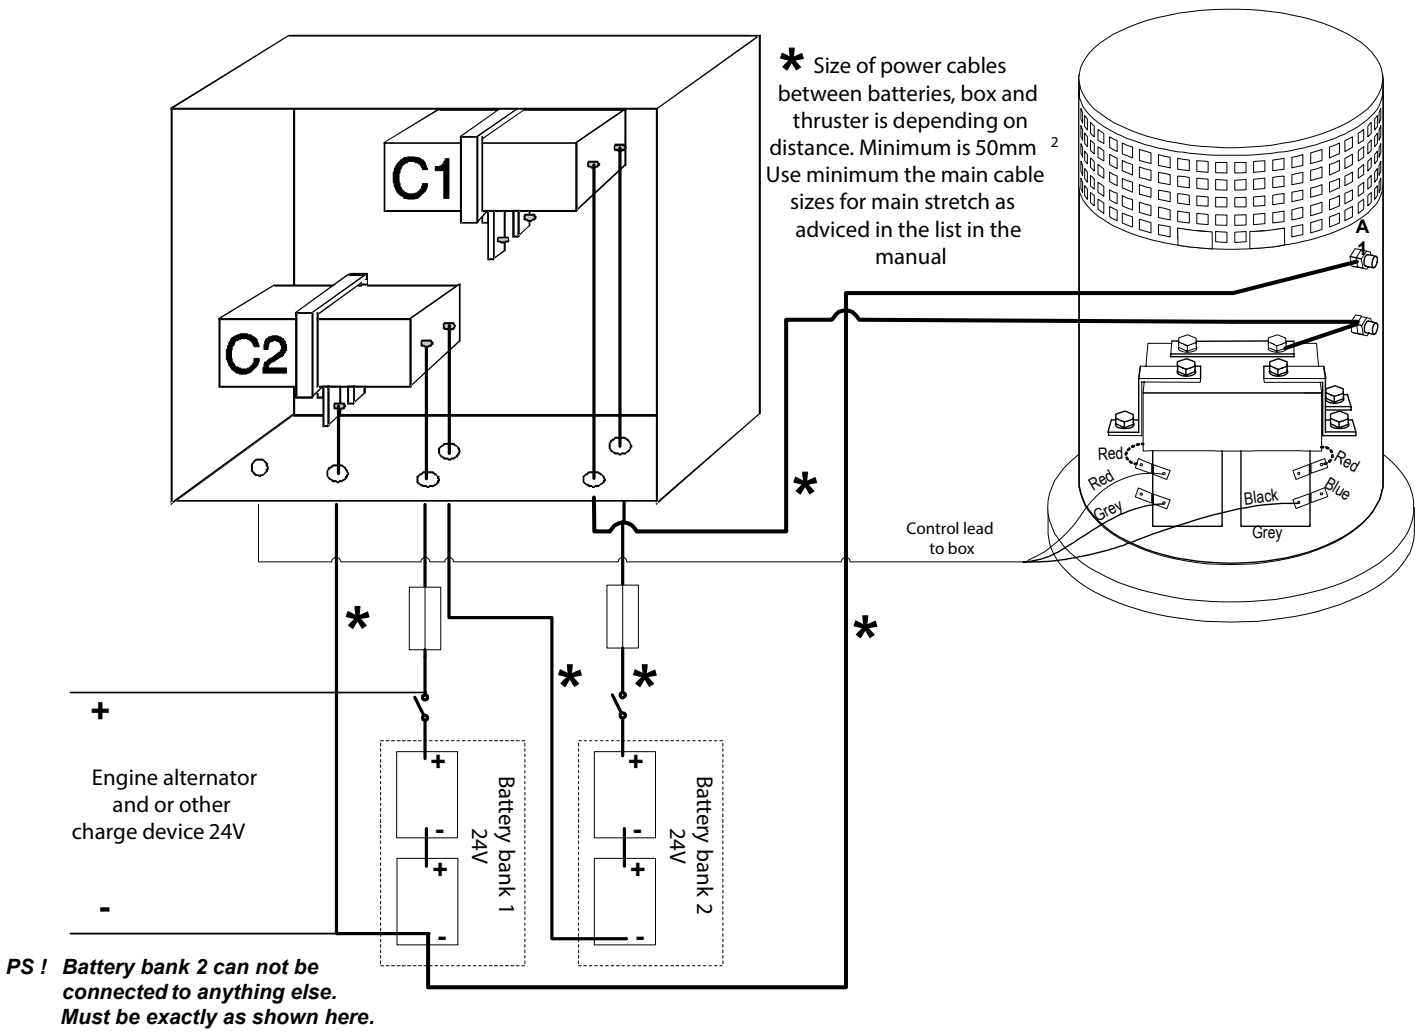 * Size of power cables
between batteries, box and
thruster is depending on
distance. Minimum is 50mm 2
Use minimum the main cable
sizes for main stretch as
adviced in the list in the
manual
C1
C2
A
1
Red
Red
Grey
Red
Blue
Black
Grey
Control lead
to box
*
*
*
*
*
+
Engine alternator
and or other
charge device 24V
-
+
-
+
-
Battery bank 1
24V
+
-
+
-
Battery bank 2
24V
PS ! Battery bank 2 can not be
connected to anything else.
Must be exactly as shown here.